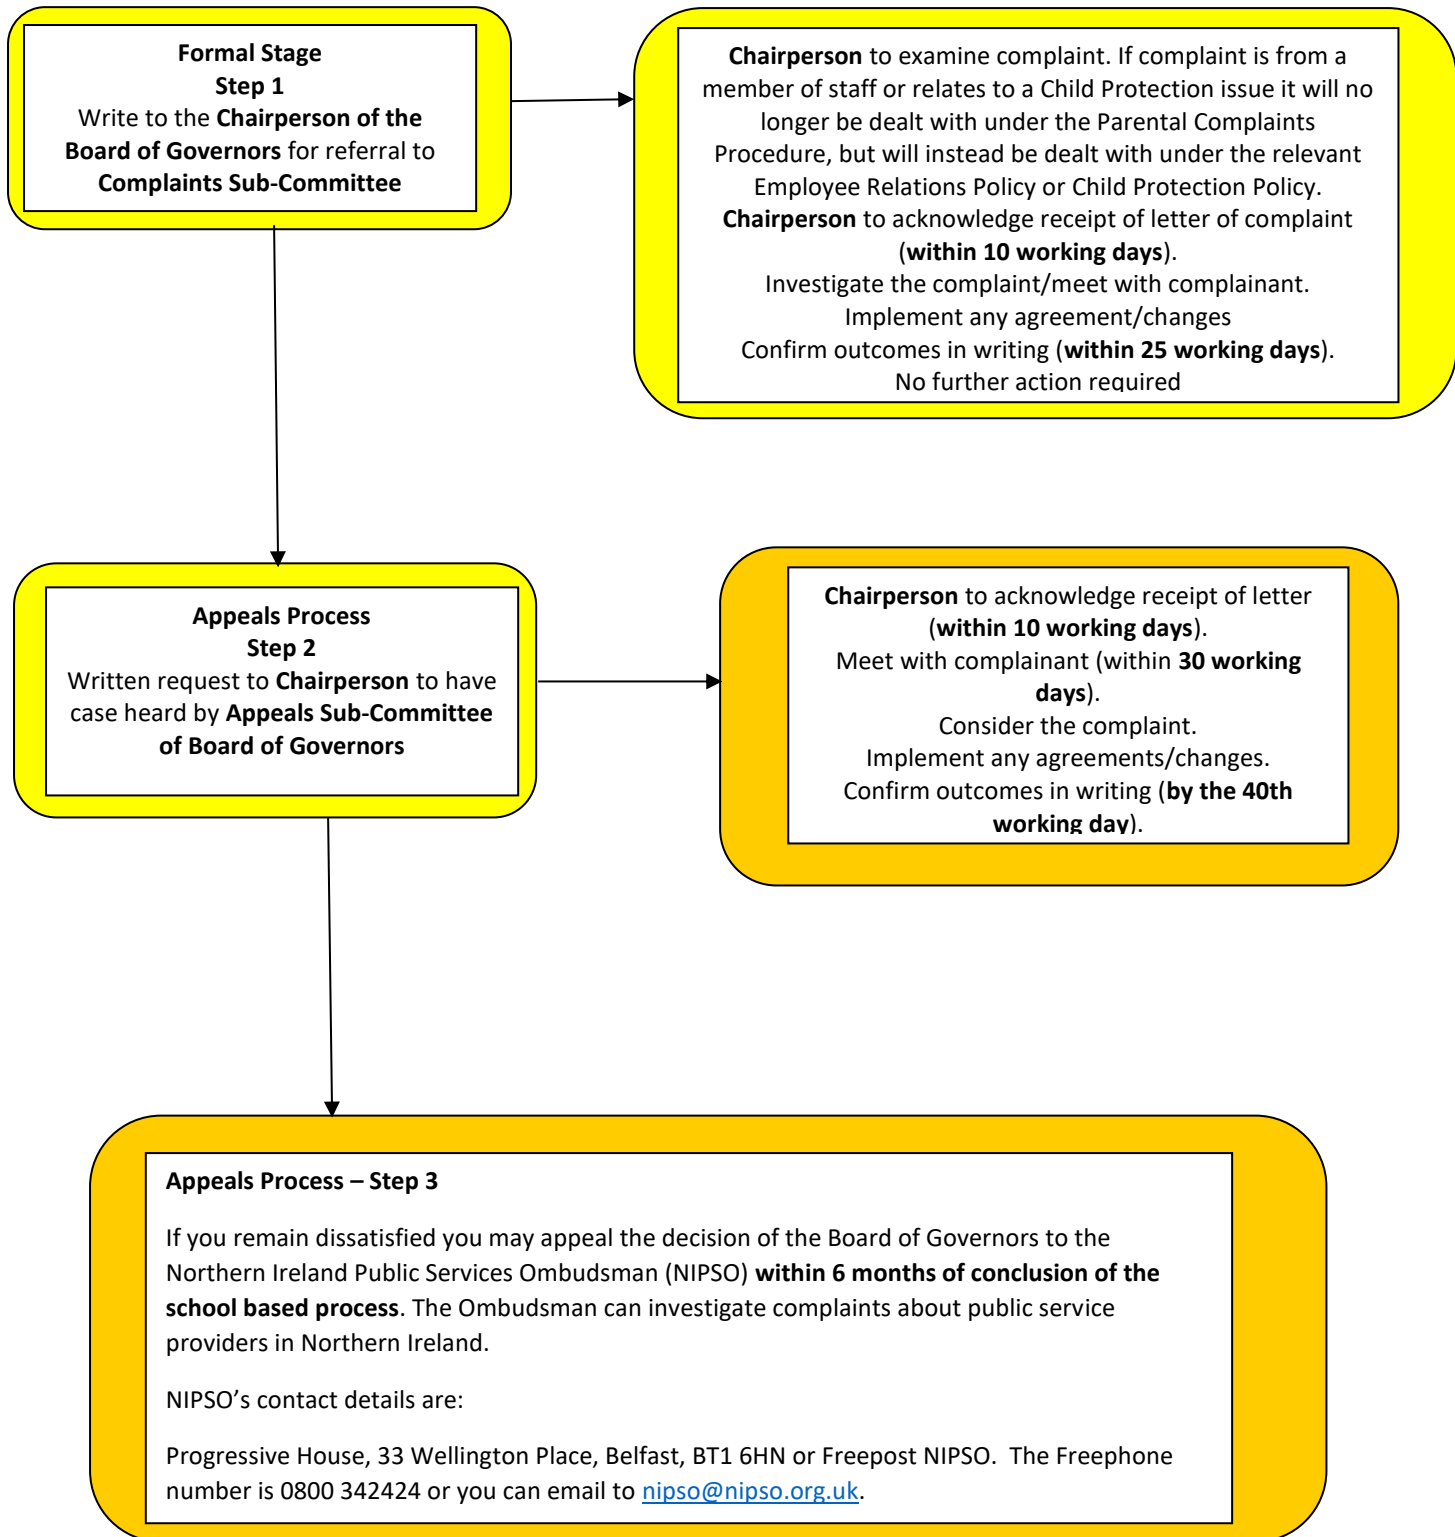 Formal Stage
Step 1
Write to the Chairperson of the
Board of Governors for referral to
Complaints Sub-Committee
Chairperson to examine complaint. If complaint is from a
member of staff or relates to a Child Protection issue it will no
longer be dealt with under the Parental Complaints
Procedure, but will instead be dealt with under the relevant
Employee Relations Policy or Child Protection Policy.
Chairperson to acknowledge receipt of letter of complaint
(within 10 working days).
Investigate the complaint/meet with complainant.
Implement any agreement/changes
Confirm outcomes in writing (within 25 working days).
No further action required
Appeals Process
Step 2
Written request to Chairperson to have
case heard by Appeals Sub-Committee
of Board of Governors
Chairperson to acknowledge receipt of letter
(within 10 working days).
Meet with complainant (within 30 working
days).
Consider the complaint.
Implement any agreements/changes.
Confirm outcomes in writing (by the 40th
working day).
Appeals Process – Step 3
If you remain dissatisfied you may appeal the decision of the Board of Governors to the
Northern Ireland Public Services Ombudsman (NIPSO) within 6 months of conclusion of the
school based process. The Ombudsman can investigate complaints about public service
providers in Northern Ireland.
NIPSO’s contact details are:
Progressive House, 33 Wellington Place, Belfast, BT1 6HN or Freepost NIPSO.  The Freephone
number is 0800 342424 or you can email to nipso@nipso.org.uk.